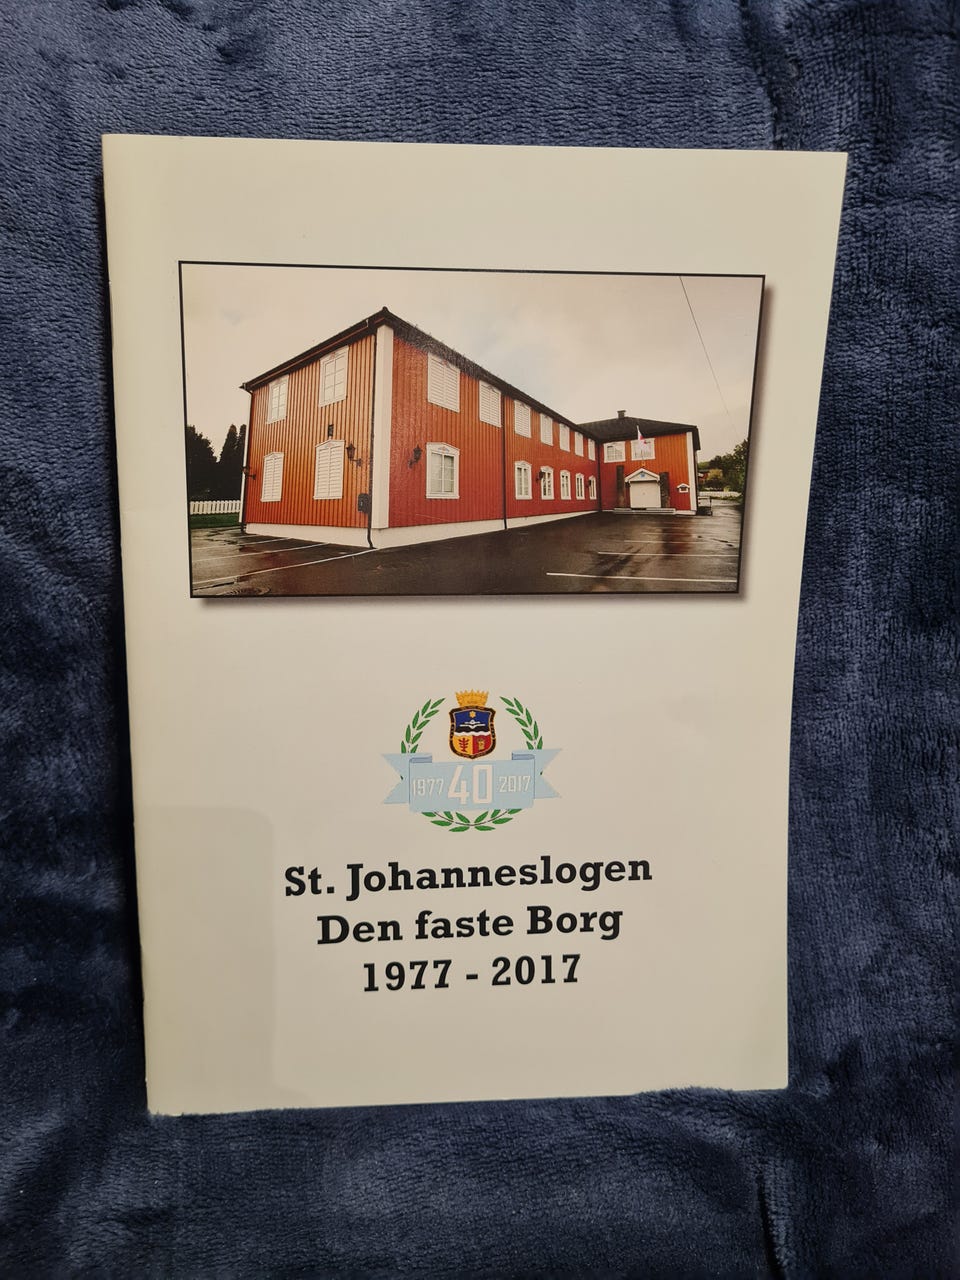 1977 40 2017
St. Johanneslogen
Den faste Borg
1977 - 2017